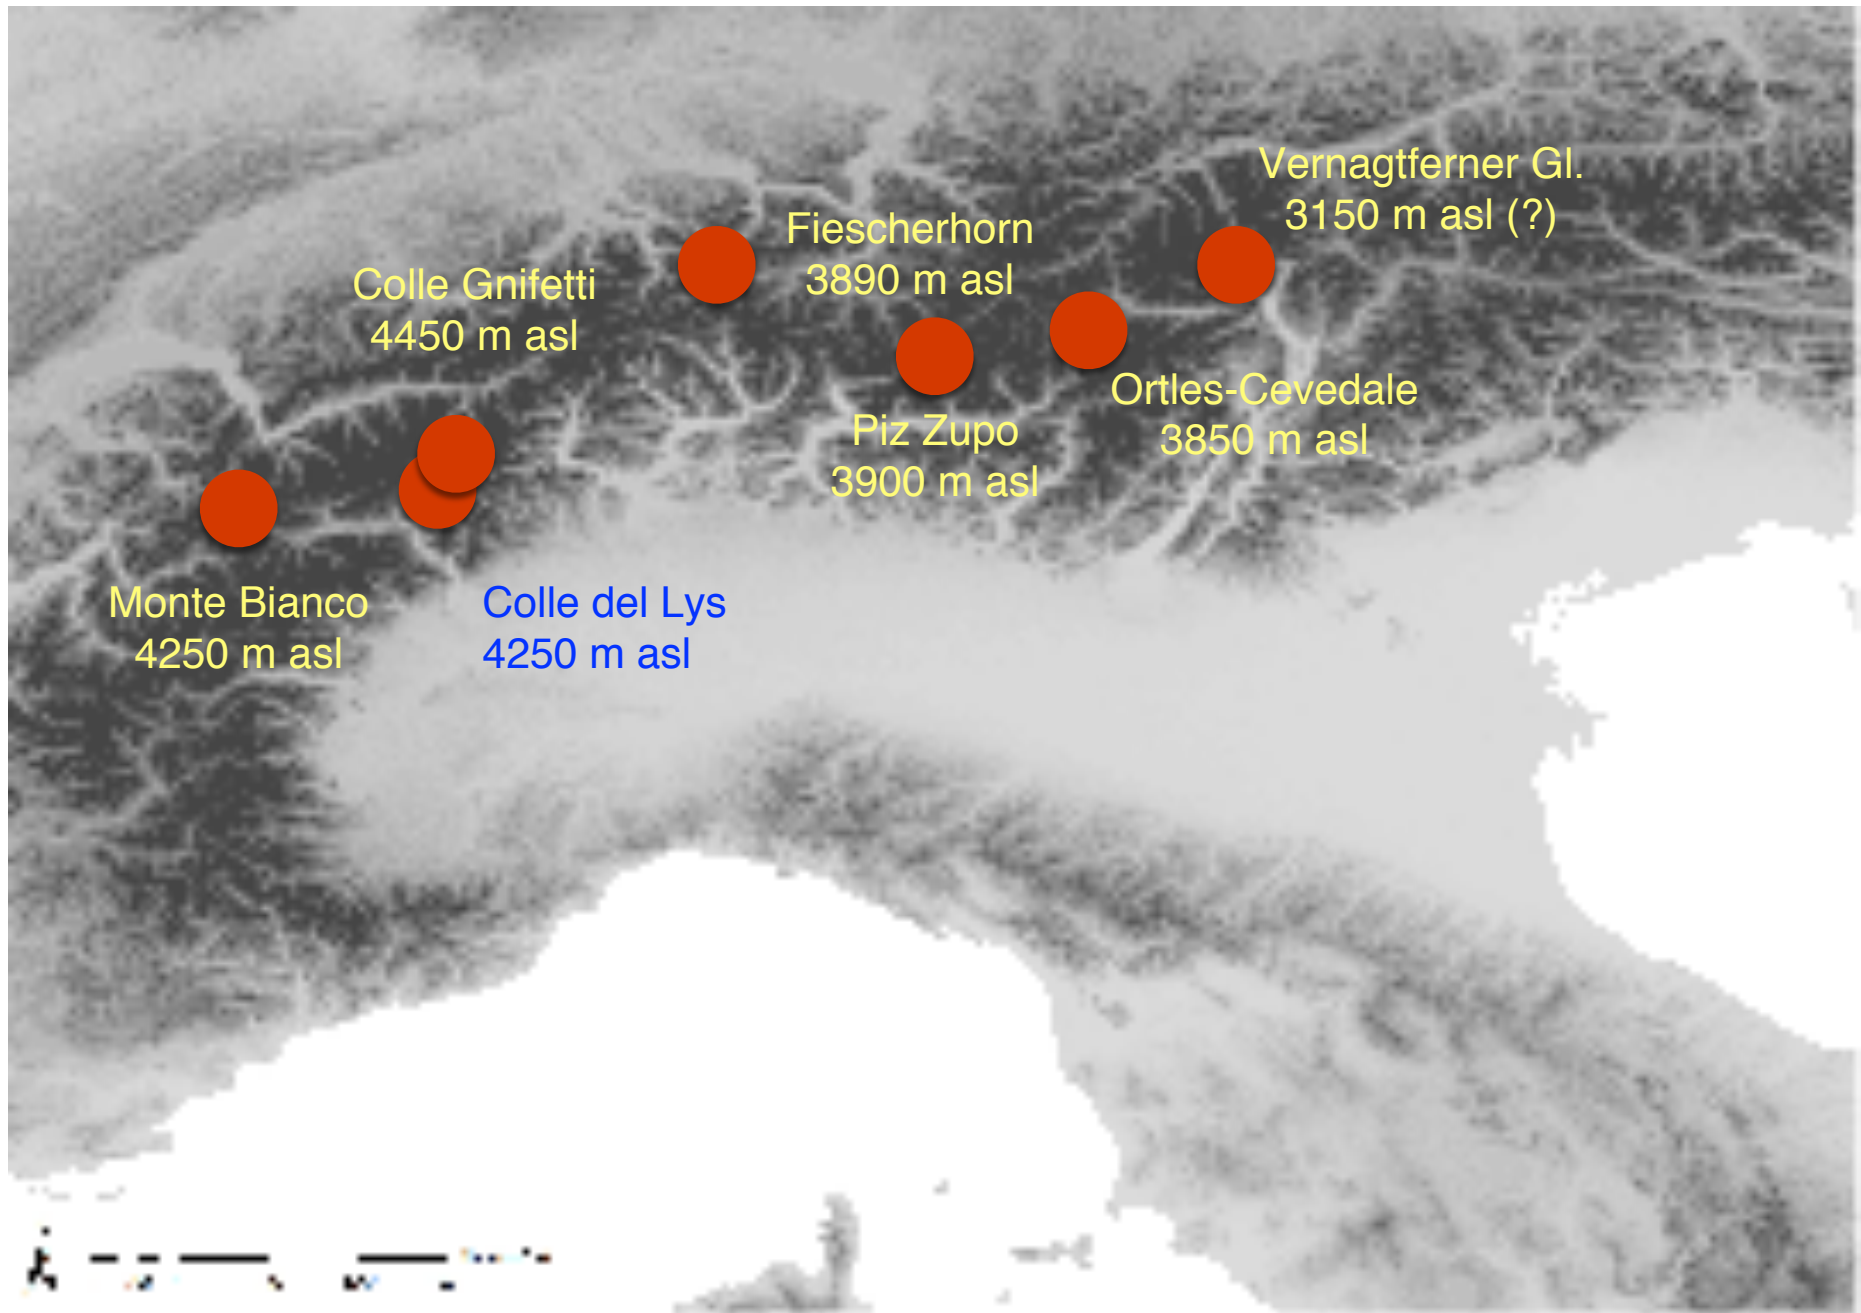 Vernagtferner Gl.
3150 m asl (?)
Fiescherhorn
3890 m asl
Colle Gnifetti
4450 m asl
Ortles-Cevedale
3850 m asl
Piz Zupo
3900 m asl
Monte Bianco
4250 m asl
Colle del Lys
4250 m asl